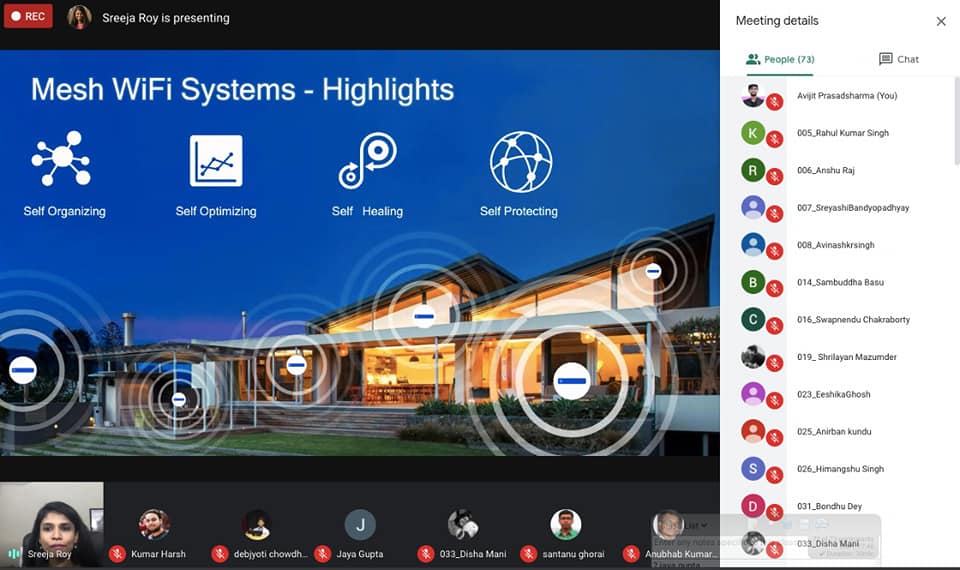 REC
Sreeja Roy is presenting
Mesh WiFi Systems - Highlights
Self Organizing
Self Optimizing
Self Healing
Self Protecting
Sreeja Roy
Kumar Harsh
debjyoti chowdh...
Jaya Gupta
033_Disha Mani
santanu ghorai
Anubhab Kumar...
Meeting details
People (73)
Chat
Avijit Prasadsharma (You)
K
005_Rahul Kumar Singh
R
006_Anshu Raj
007_SreyashiBandyopadhyay
008_Avinashkrsingh
B
014_Sambuddha Basu
C
016_Swapnendu Chakraborty
019_ Shrilayan Mazumder
023_EeshikaGhosh
025_Anirban kundu
S
026_Himangshu Singh
D
031_Bondhu Dey
033_Disha Mani
J